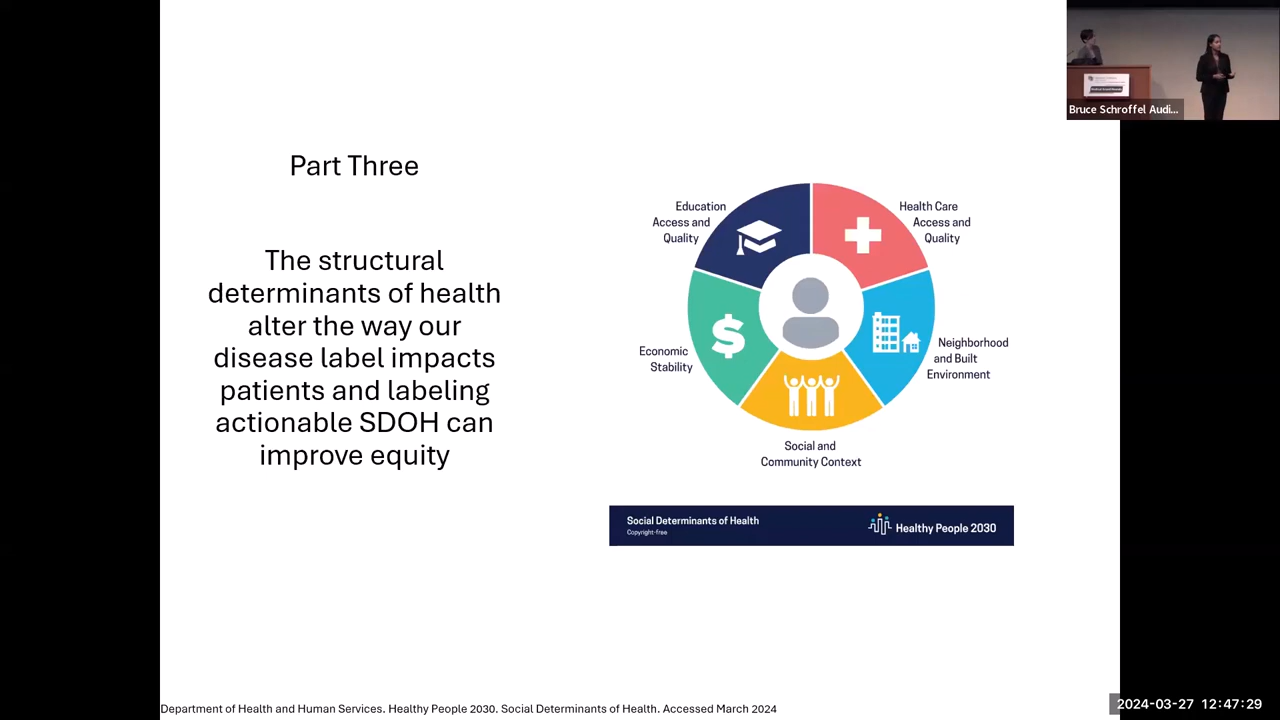 Bruce Schroffel Audi...
Part Three
The structural
determinants of health
alter the way our
disease label impacts
patients and labeling
actionable SDOH can
improve equity
Education
Access and
Quality
Health Care
Access and
Quality
Economic
Stability
Neighborhood
and Built
Environment
Social and
Community Context
Social Determinants of Health
Copyright-free
Healthy People 2030
Department of Health and Human Services. Healthy People 2030. Social Determinants of Health. Accessed March 2024
2024-03-27 12:47:29